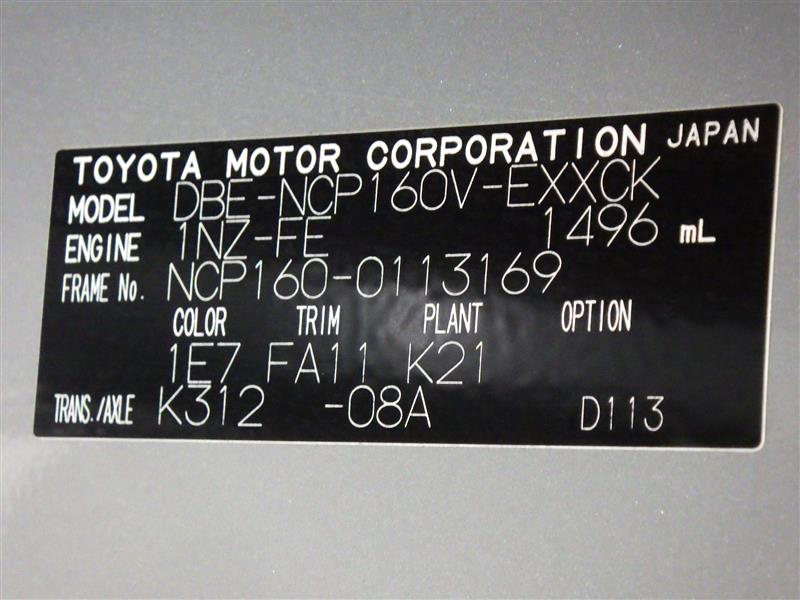 TOYOTA MOTOR CORPORATION JAPAN
MODEL DBE-NCP160V-EXXCK
ENGINE 1NZ-FE 1496 mL
FRAME No. NCP160-0113169
COLOR TRIM PLANT OPTION
1E7 FA11 K21
TRANS./AXLE K312 -08A D113